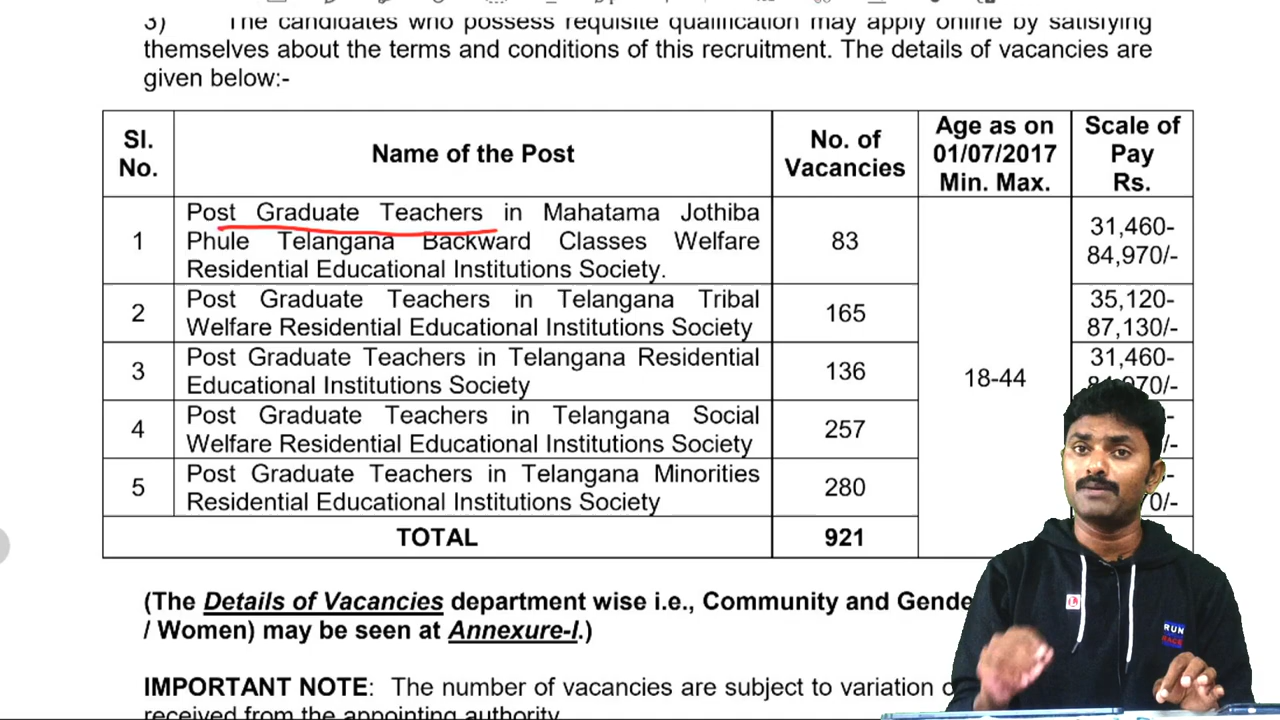 3) The candidates who possess requisite qualification may apply online by satisfying
themselves about the terms and conditions of this recruitment. The details of vacancies are
given below:-
Sl. No. Name of the Post No. of Vacancies Age as on 01/07/2017 Min. Max. Scale of Pay Rs.
1 Post Graduate Teachers in Mahatama Jothiba
Phule Telangana Backward Classes Welfare
Residential Educational Institutions Society. 83 31,460-
84,970/-
2 Post Graduate Teachers in Telangana Tribal
Welfare Residential Educational Institutions Society 165 35,120-
87,130/-
3 Post Graduate Teachers in Telangana Residential
Educational Institutions Society 136 18-44 31,460-
4 Post Graduate Teachers in Telangana Social
Welfare Residential Educational Institutions Society 257
5 Post Graduate Teachers in Telangana Minorities
Residential Educational Institutions Society 280
TOTAL 921
(The Details of Vacancies department wise i.e., Community and
/ Women) may be seen at Annexure-I.)
IMPORTANT NOTE: The number of vacancies are subject to variation
received from the appointing authority
RUN